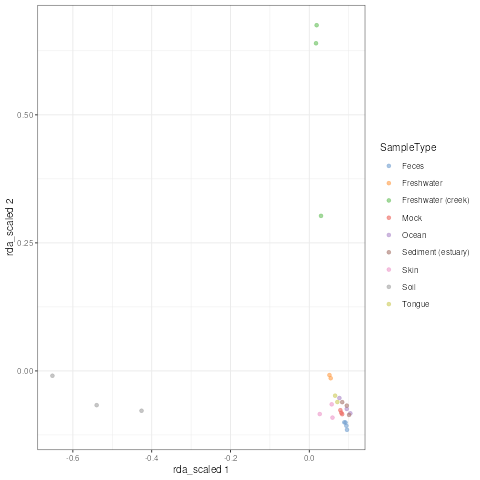 0.50
0.25
0.00
-0.6
-0.4
-0.2
0.0
rda_scaled 1
rda_scaled 2
SampleType
Feces
Freshwater
Freshwater (creek)
Mock
Ocean
Sediment (estuary)
Skin
Soil
Tongue